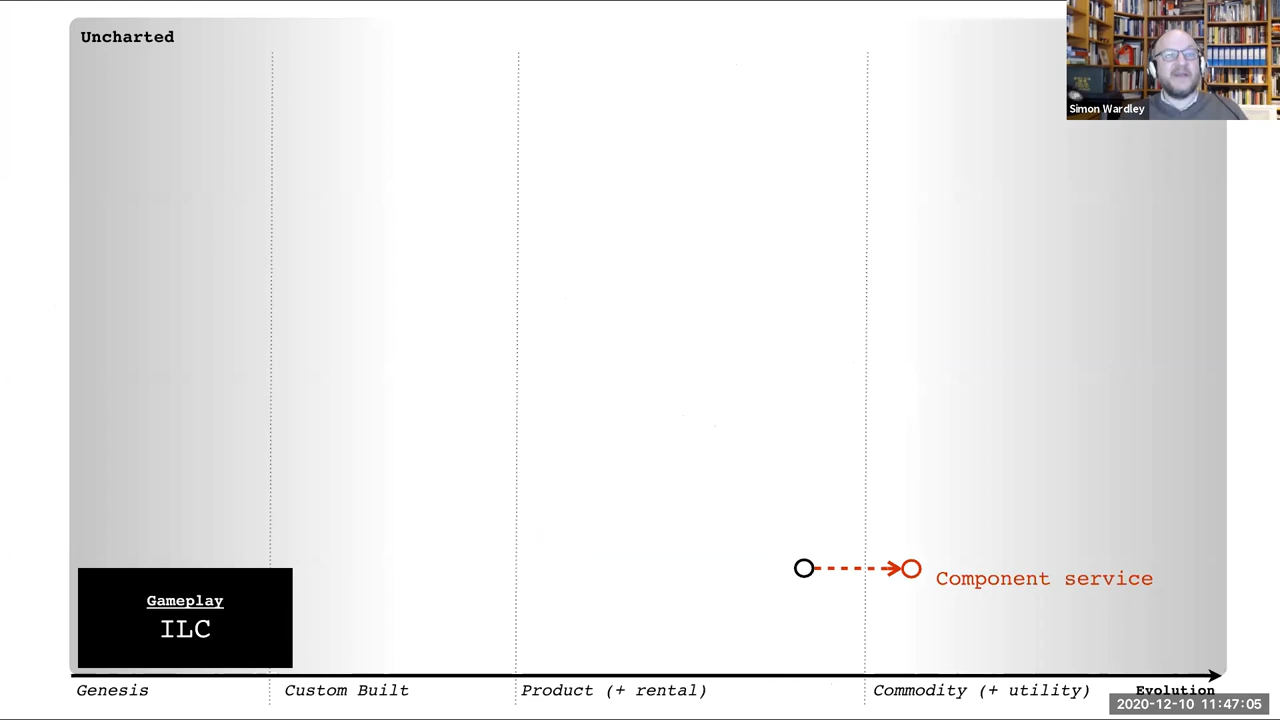 Uncharted
Simon Wardley
Component service
Gameplay
ILC
Genesis
Custom Built
Product (+ rental)
Commodity (+ utility)
Evolution
2020-12-10 11:47:05